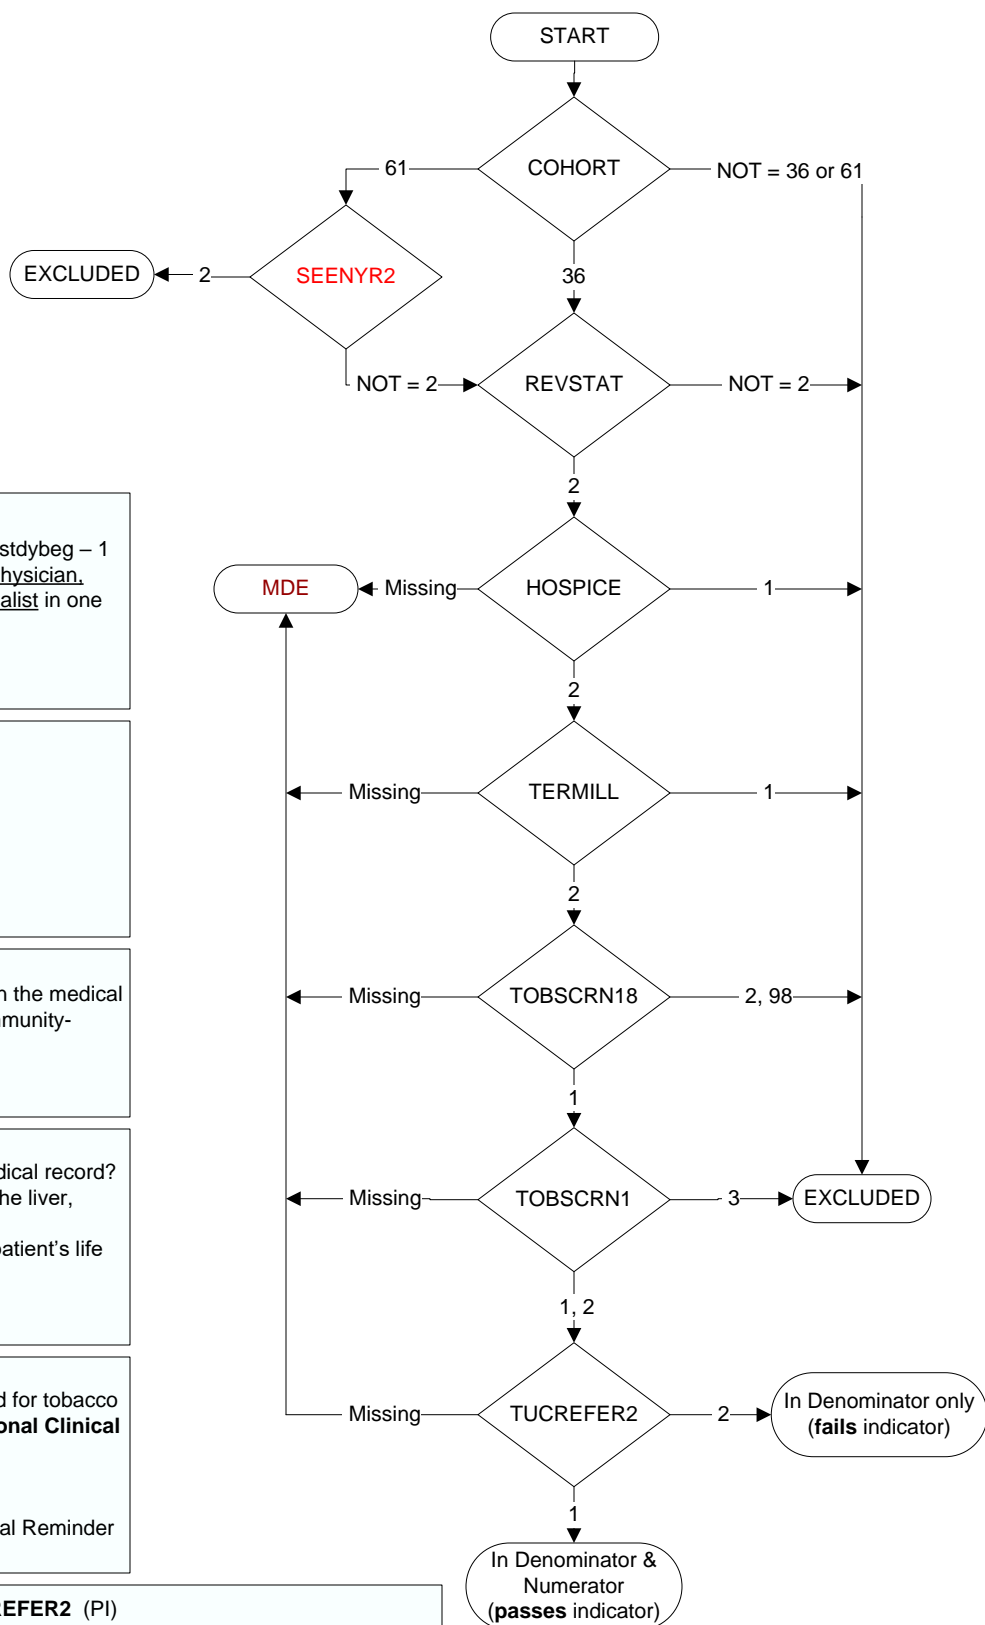 START
COHORT
61
NOT = 36 or 61
EXCLUDED
2
SEENYR2
36
NOT = 2
REVSTAT
NOT = 2
2
stdybeg – 1
hysician,
alist in one
MDE
Missing
HOSPICE
1
2
Missing
TERMILL
1
2
n the medical
mmunity-
Missing
TOBSCRN18
2, 98
1
dical record?
he liver,
patient's life
Missing
TOBSCRN1
3
EXCLUDED
1, 2
d for tobacco
onal Clinical
al Reminder
Missing
TUCREFER2
2
In Denominator only
(fails indicator)
1
In Denominator &
Numerator
(passes indicator)
REFER2 (PI)